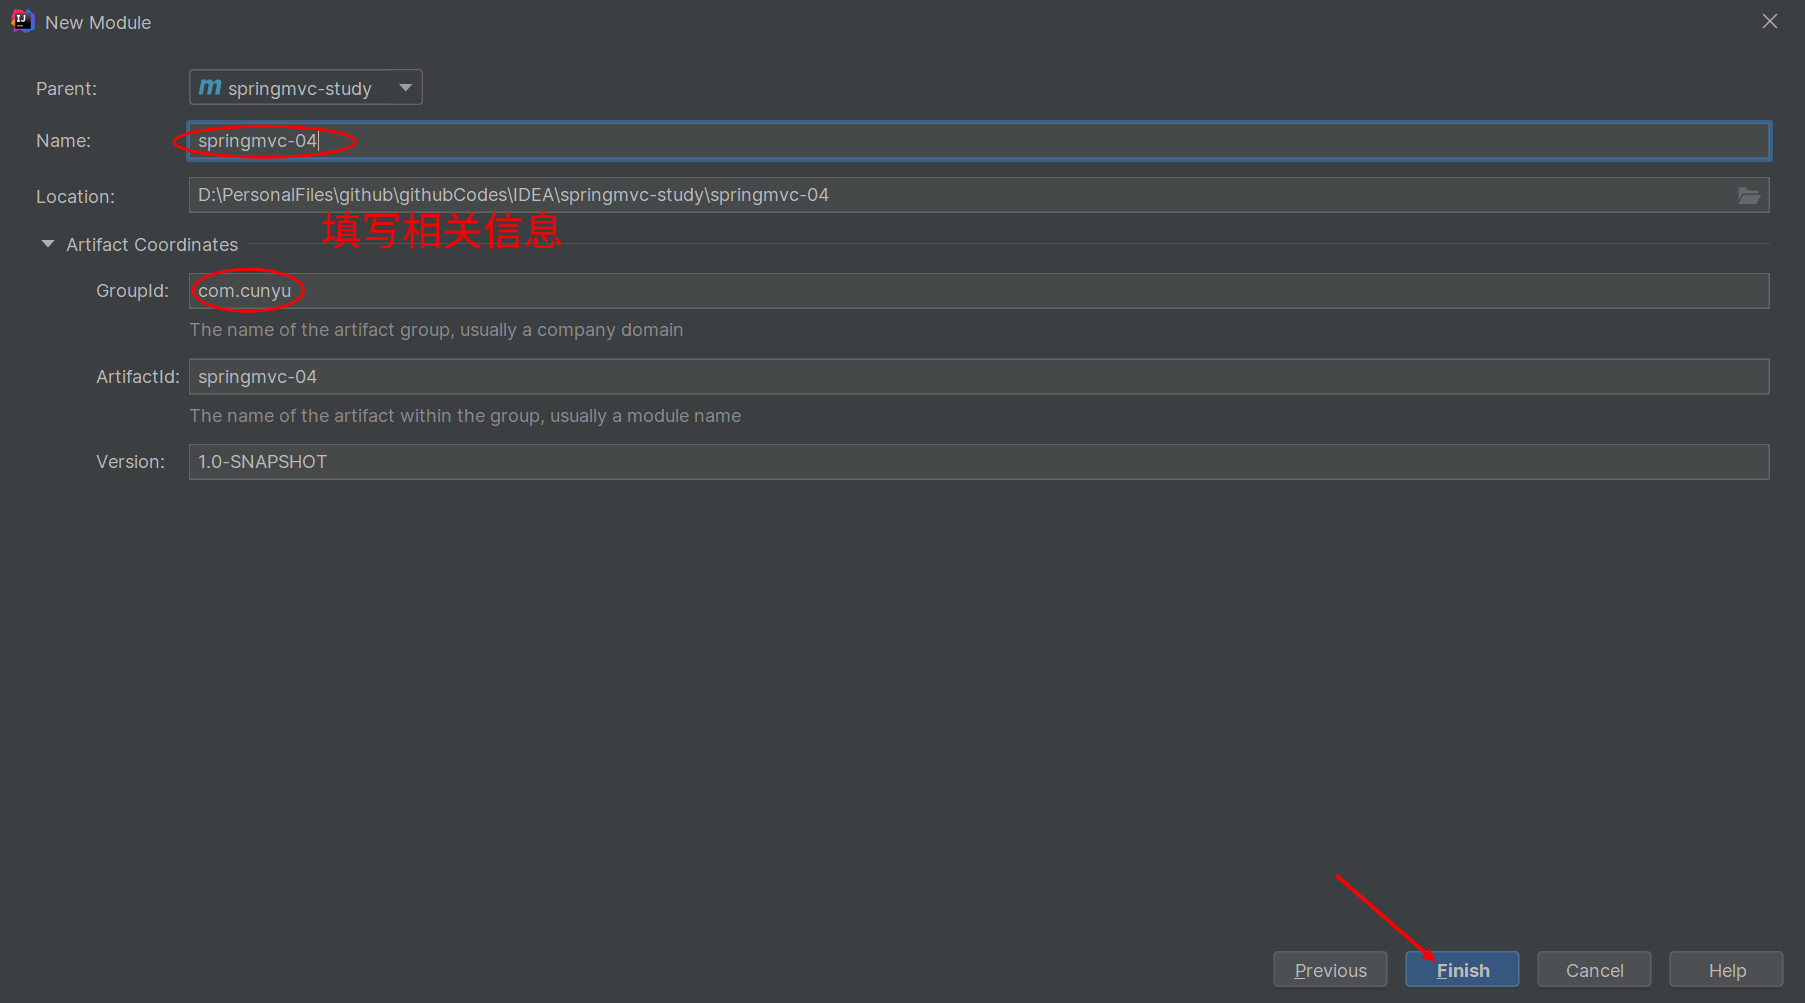 New Module
Parent: springmvc-study
Name: springmvc-04
Location: D:\PersonalFiles\github\githubCodes\IDEA\springmvc-study\springmvc-04
填写相关信息
Artifact Coordinates
GroupId: com.cunyu
The name of the artifact group, usually a company domain
ArtifactId: springmvc-04
The name of the artifact within the group, usually a module name
Version: 1.0-SNAPSHOT
Previous Finish Cancel Help